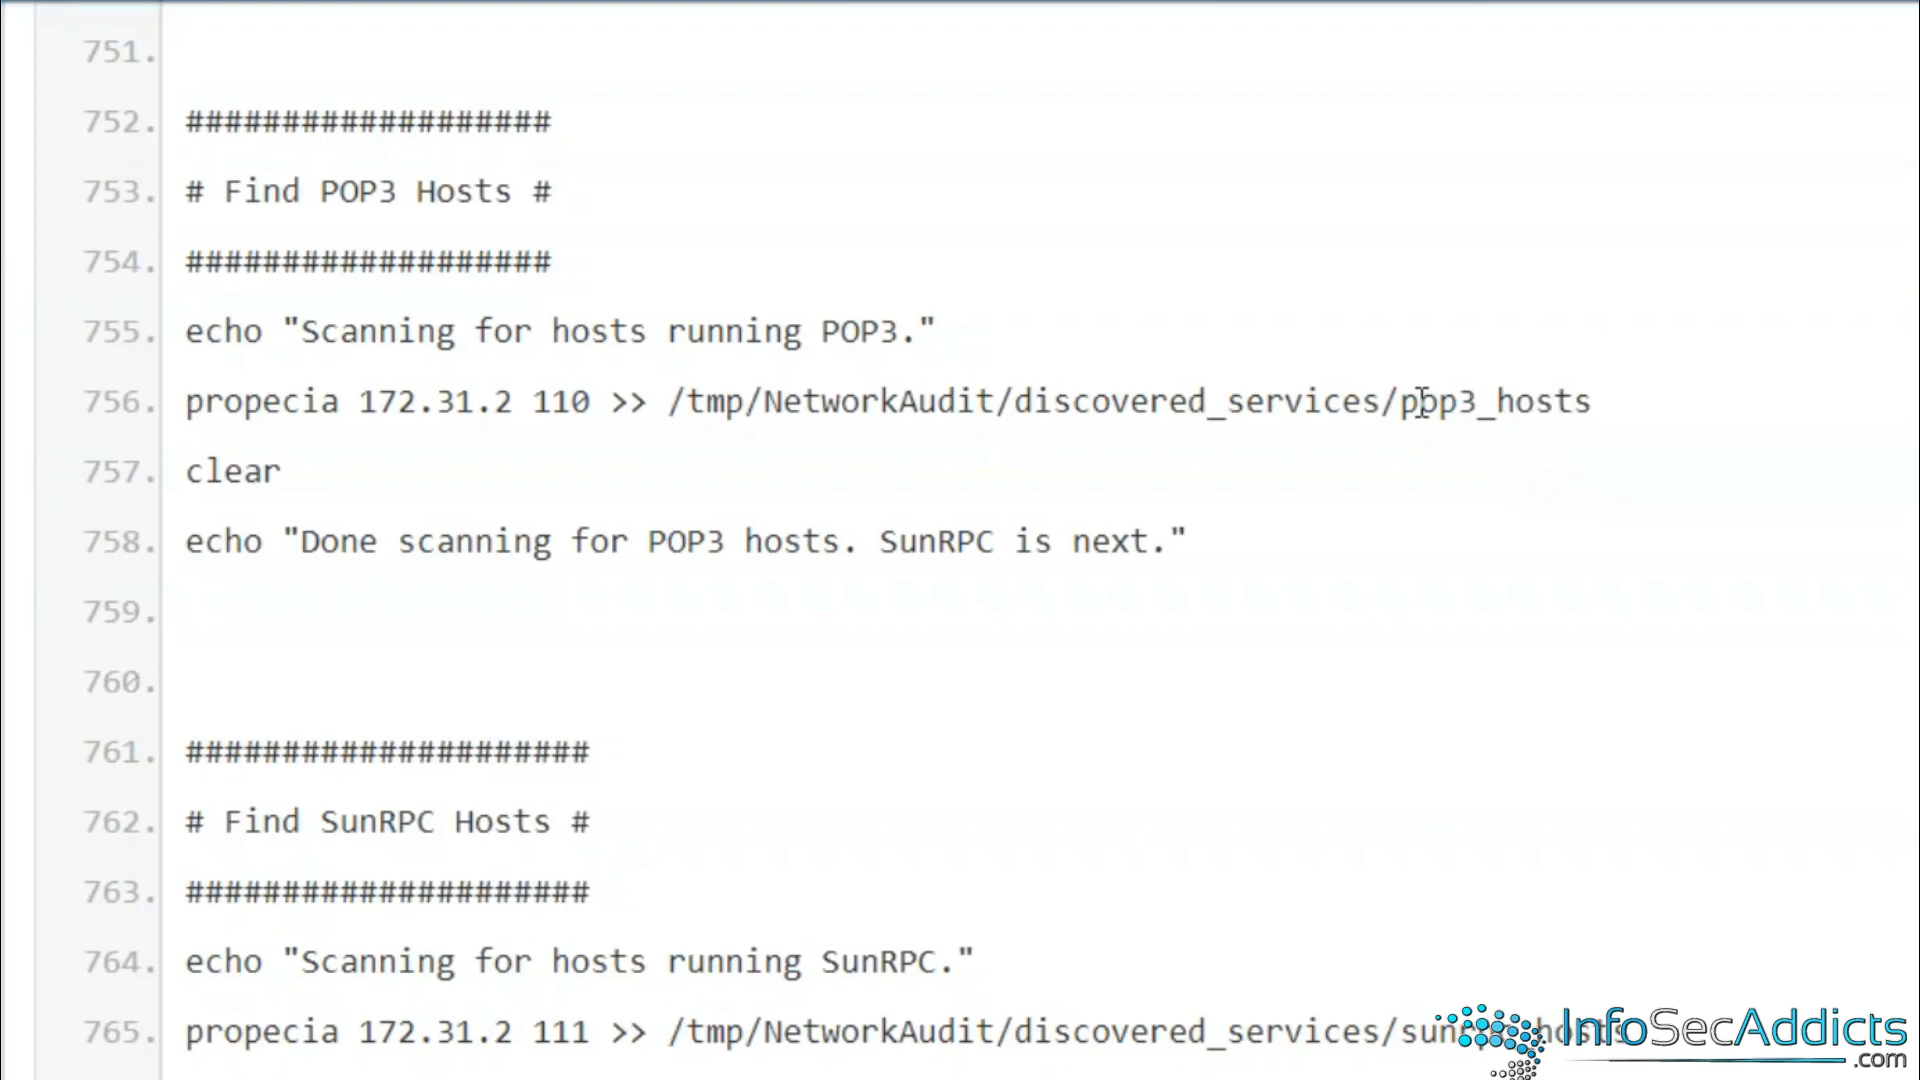 751.
752. ###################
753. # Find POP3 Hosts #
754. ###################
755. echo "Scanning for hosts running POP3."
756. propecia 172.31.2 110 >> /tmp/NetworkAudit/discovered_services/pop3_hosts
757. clear
758. echo "Done scanning for POP3 hosts. SunRPC is next."
759.
760.
761. #####################
762. # Find SunRPC Hosts #
763. #####################
764. echo "Scanning for hosts running SunRPC."
765. propecia 172.31.2 111 >> /tmp/NetworkAudit/discovered_services/sunrpc_hosts
InfoSecAddicts
.com